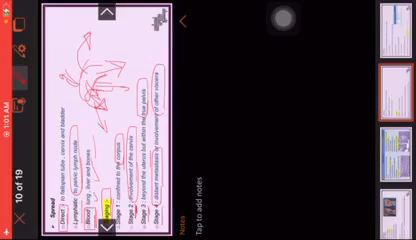 1:01 AM
10 of 19
Spread
Direct to fallopian tube, cervix and bladder
Lymphatic to pelvic lymph node
Blood lung, liver and bones
Staging :-
Stage 1 : confined to the corpus
Stage 2 : involvement of the cervix
Stage 3 : beyond the uterus but within the true pelvis
Stage 4 : distant metastasis or involvement of other viscera
Notes
Tap to add notes